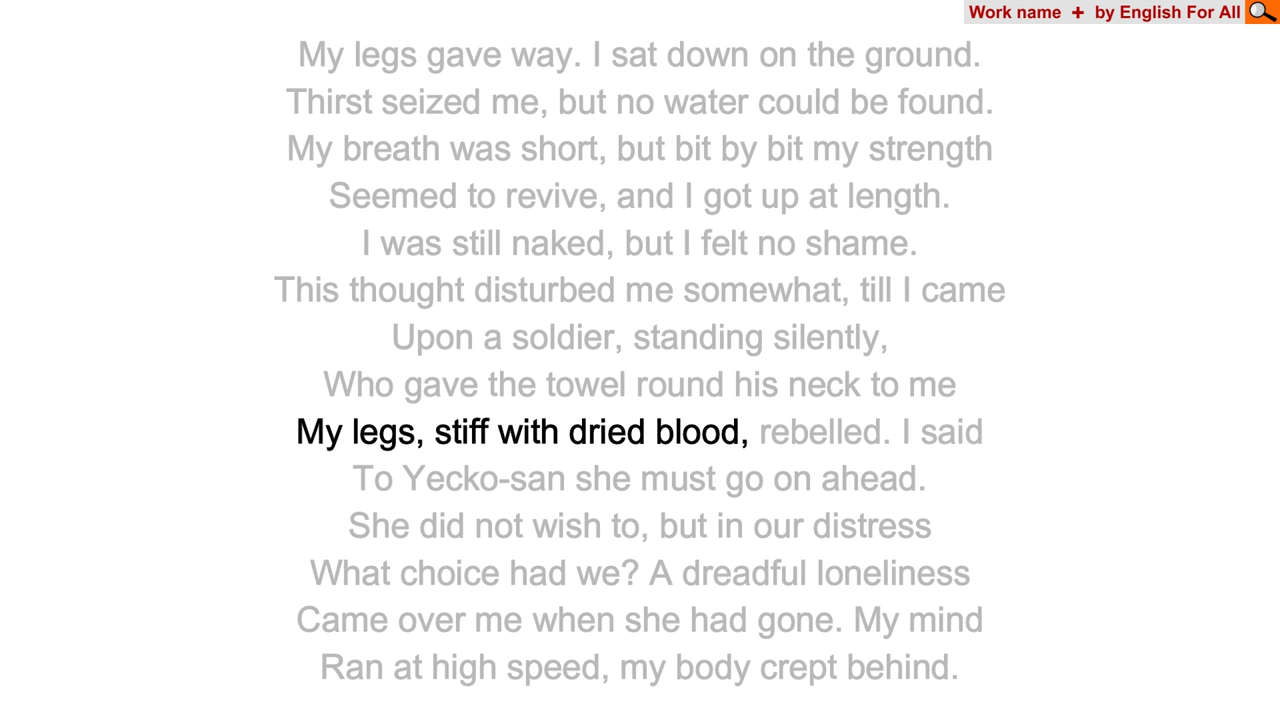 Work name + by English For All
My legs gave way. I sat down on the ground.
Thirst seized me, but no water could be found.
My breath was short, but bit by bit my strength
Seemed to revive, and I got up at length.
I was still naked, but I felt no shame.
This thought disturbed me somewhat, till I came
Upon a soldier, standing silently,
Who gave the towel round his neck to me
My legs, stiff with dried blood, rebelled. I said
To Yecko-san she must go on ahead.
She did not wish to, but in our distress
What choice had we? A dreadful loneliness
Came over me when she had gone. My mind
Ran at high speed, my body crept behind.